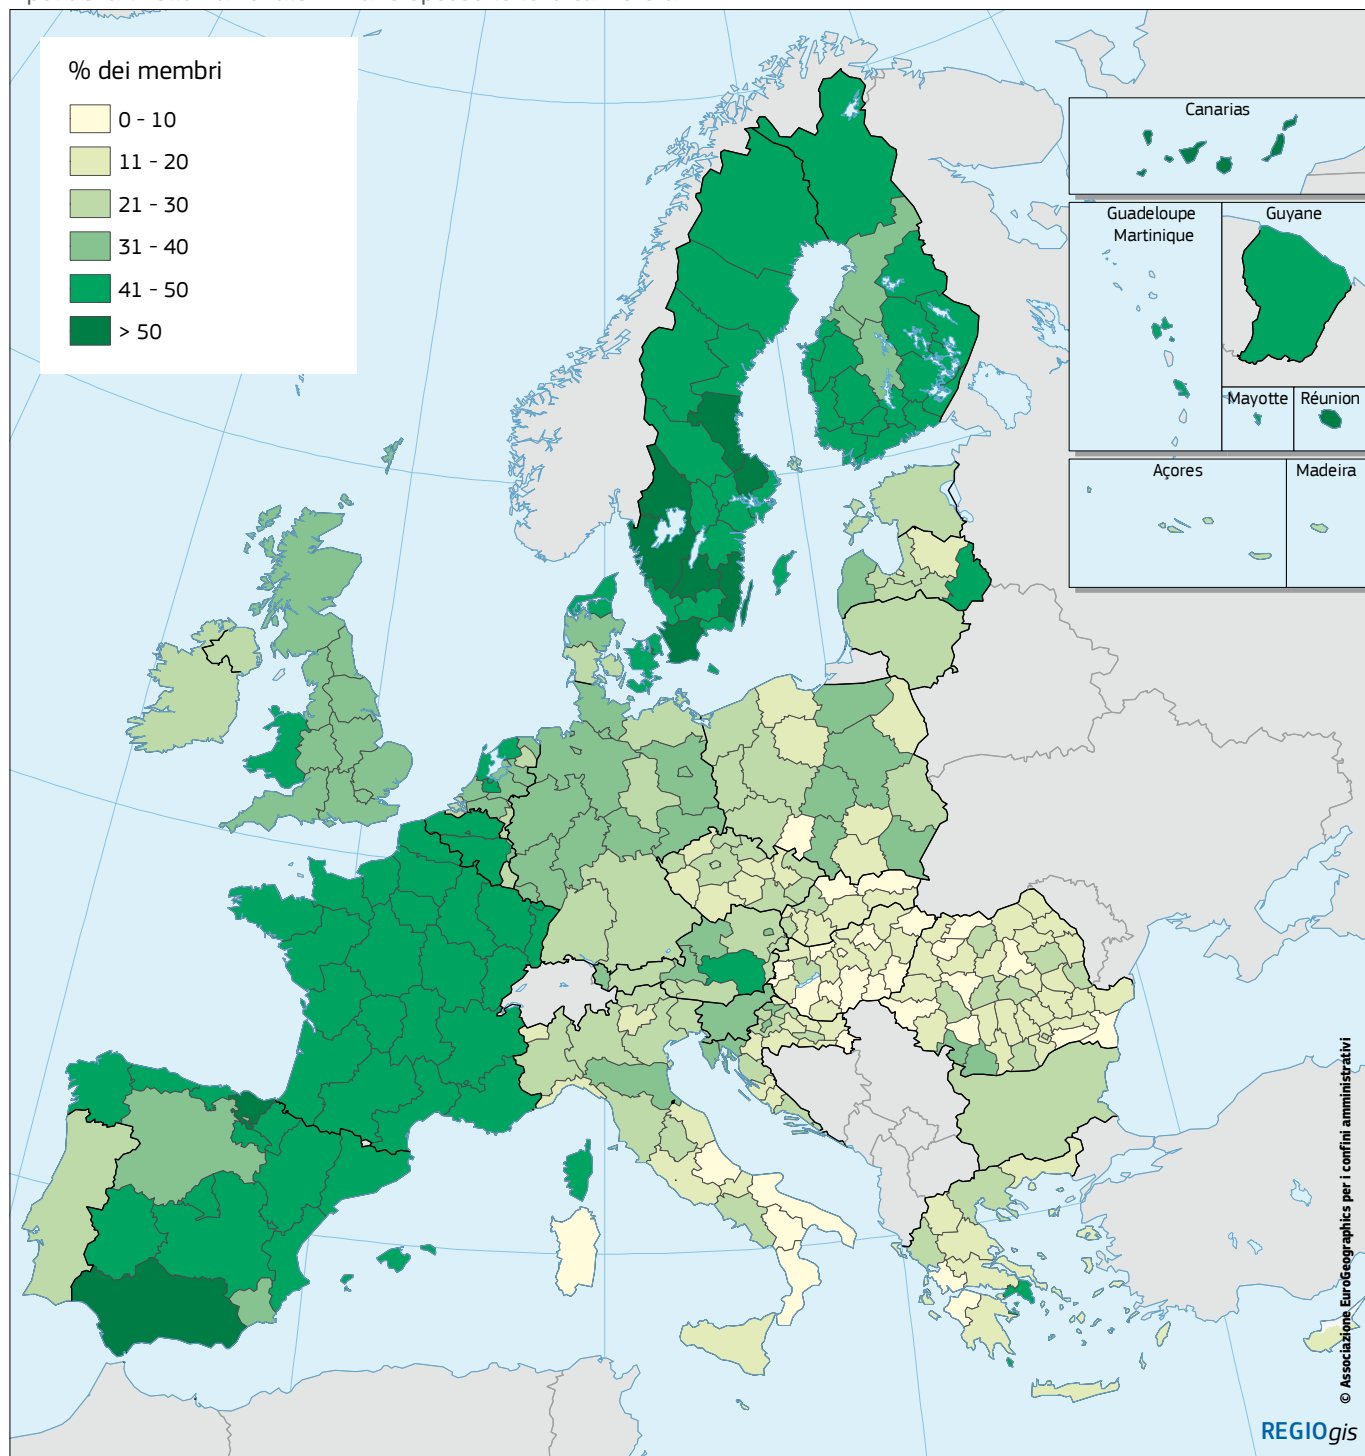 % dei membri
0 - 10
11 - 20
21 - 30
31 - 40
41 - 50
> 50
Canarias
Guadeloupe
Martinique
Guyane
Mayotte
Réunion
Açores
Madeira
© Associazione EuroGeographics per i confini amministrativi
REGIOgis